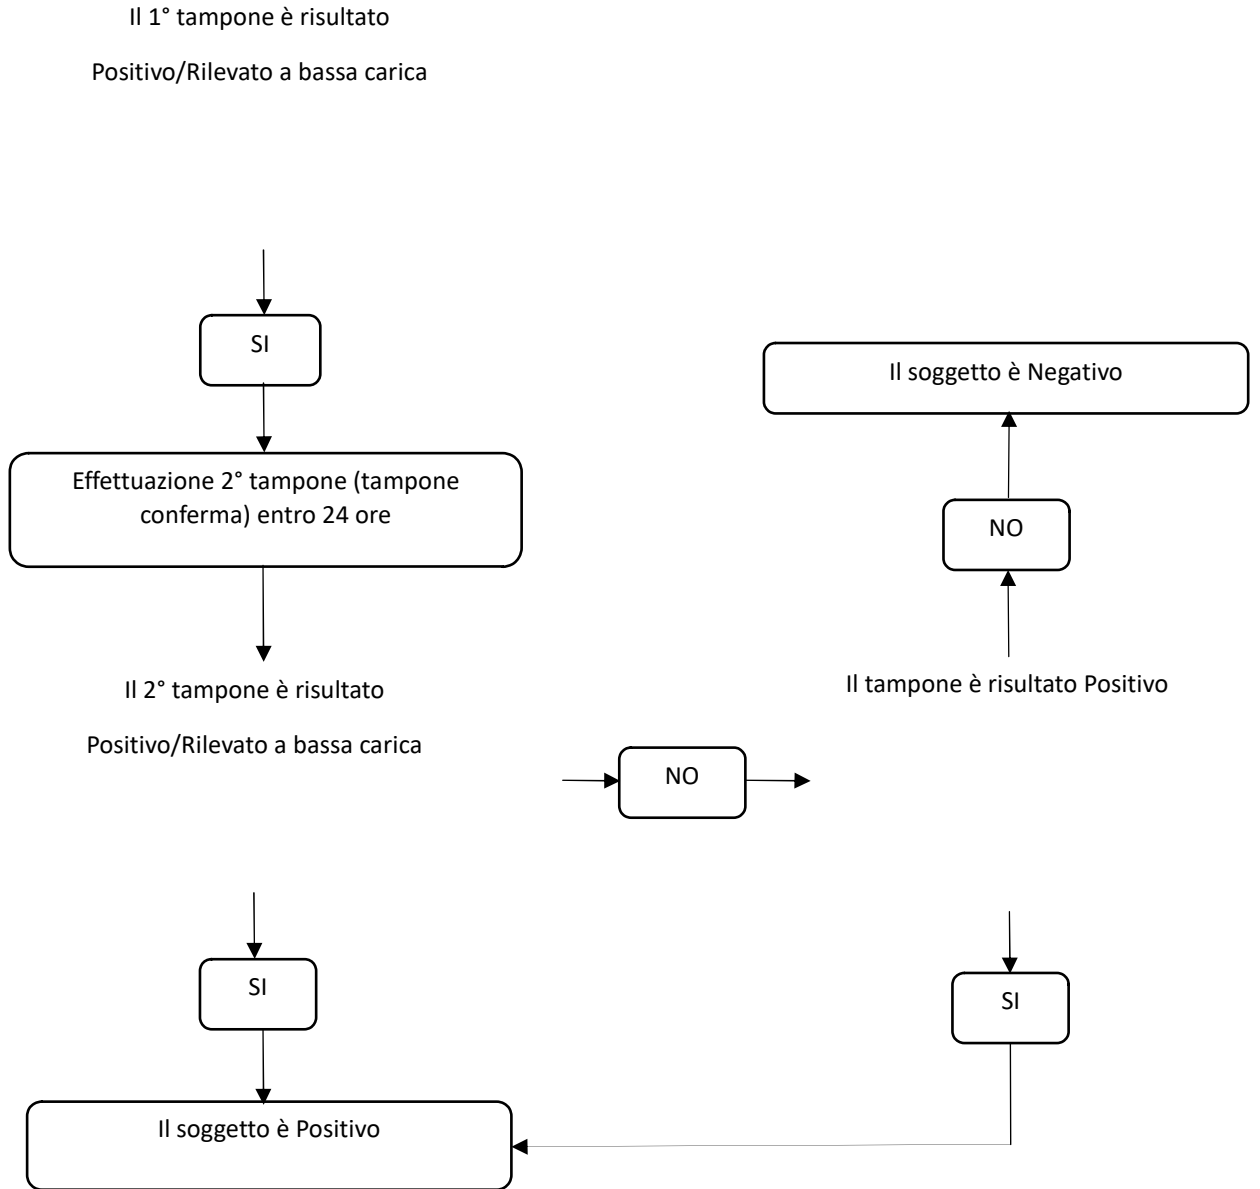 Il 1° tampone è risultato
Positivo/Rilevato a bassa carica
SI
Il soggetto è Negativo
Effettuazione 2° tampone (tampone
conferma) entro 24 ore
NO
Il 2° tampone è risultato
Positivo/Rilevato a bassa carica
Il tampone è risultato Positivo
NO
SI
SI
Il soggetto è Positivo